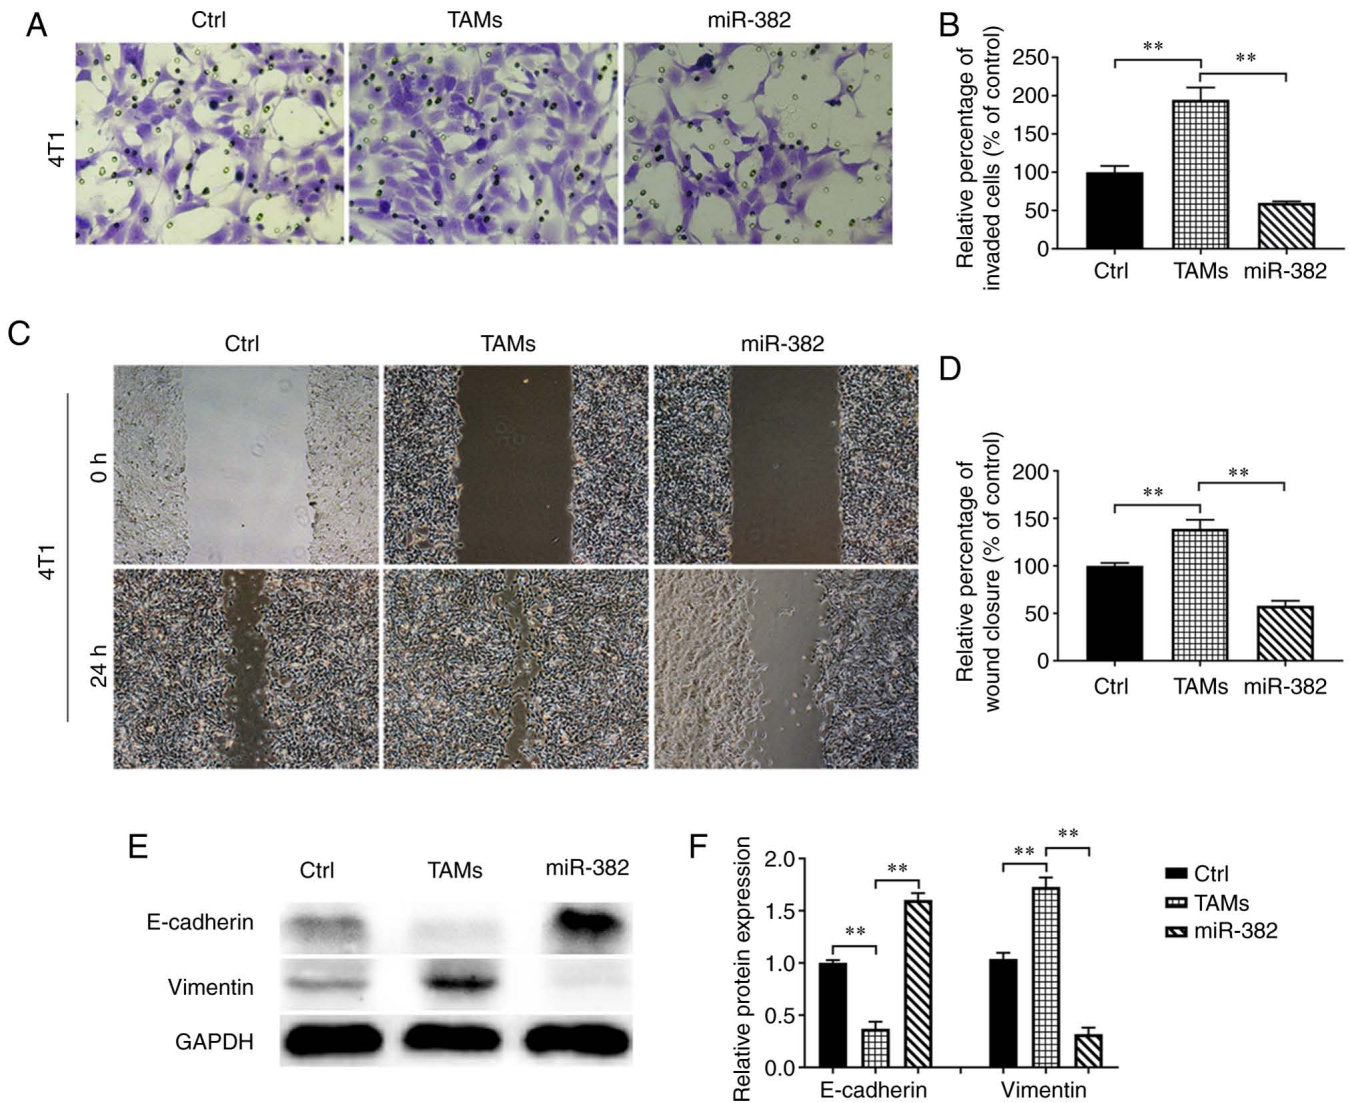 A
Ctrl
TAMs
miR-382
4T1
B
Relative percentage of
invaded cells (% of control)
250
200
150
100
50
0
**
**
Ctrl
TAMs
miR-382
C
Ctrl
TAMs
miR-382
0 h
4T1
24 h
D
Relative percentage of
wound closure (% of control)
200
150
100
50
0
**
**
Ctrl
TAMs
miR-382
E
Ctrl
TAMs
miR-382
E-cadherin
Vimentin
GAPDH
F
Relative protein expression
2.0
1.5
1.0
0.5
0.0
**
**
**
**
E-cadherin
Vimentin
Ctrl
TAMs
miR-382